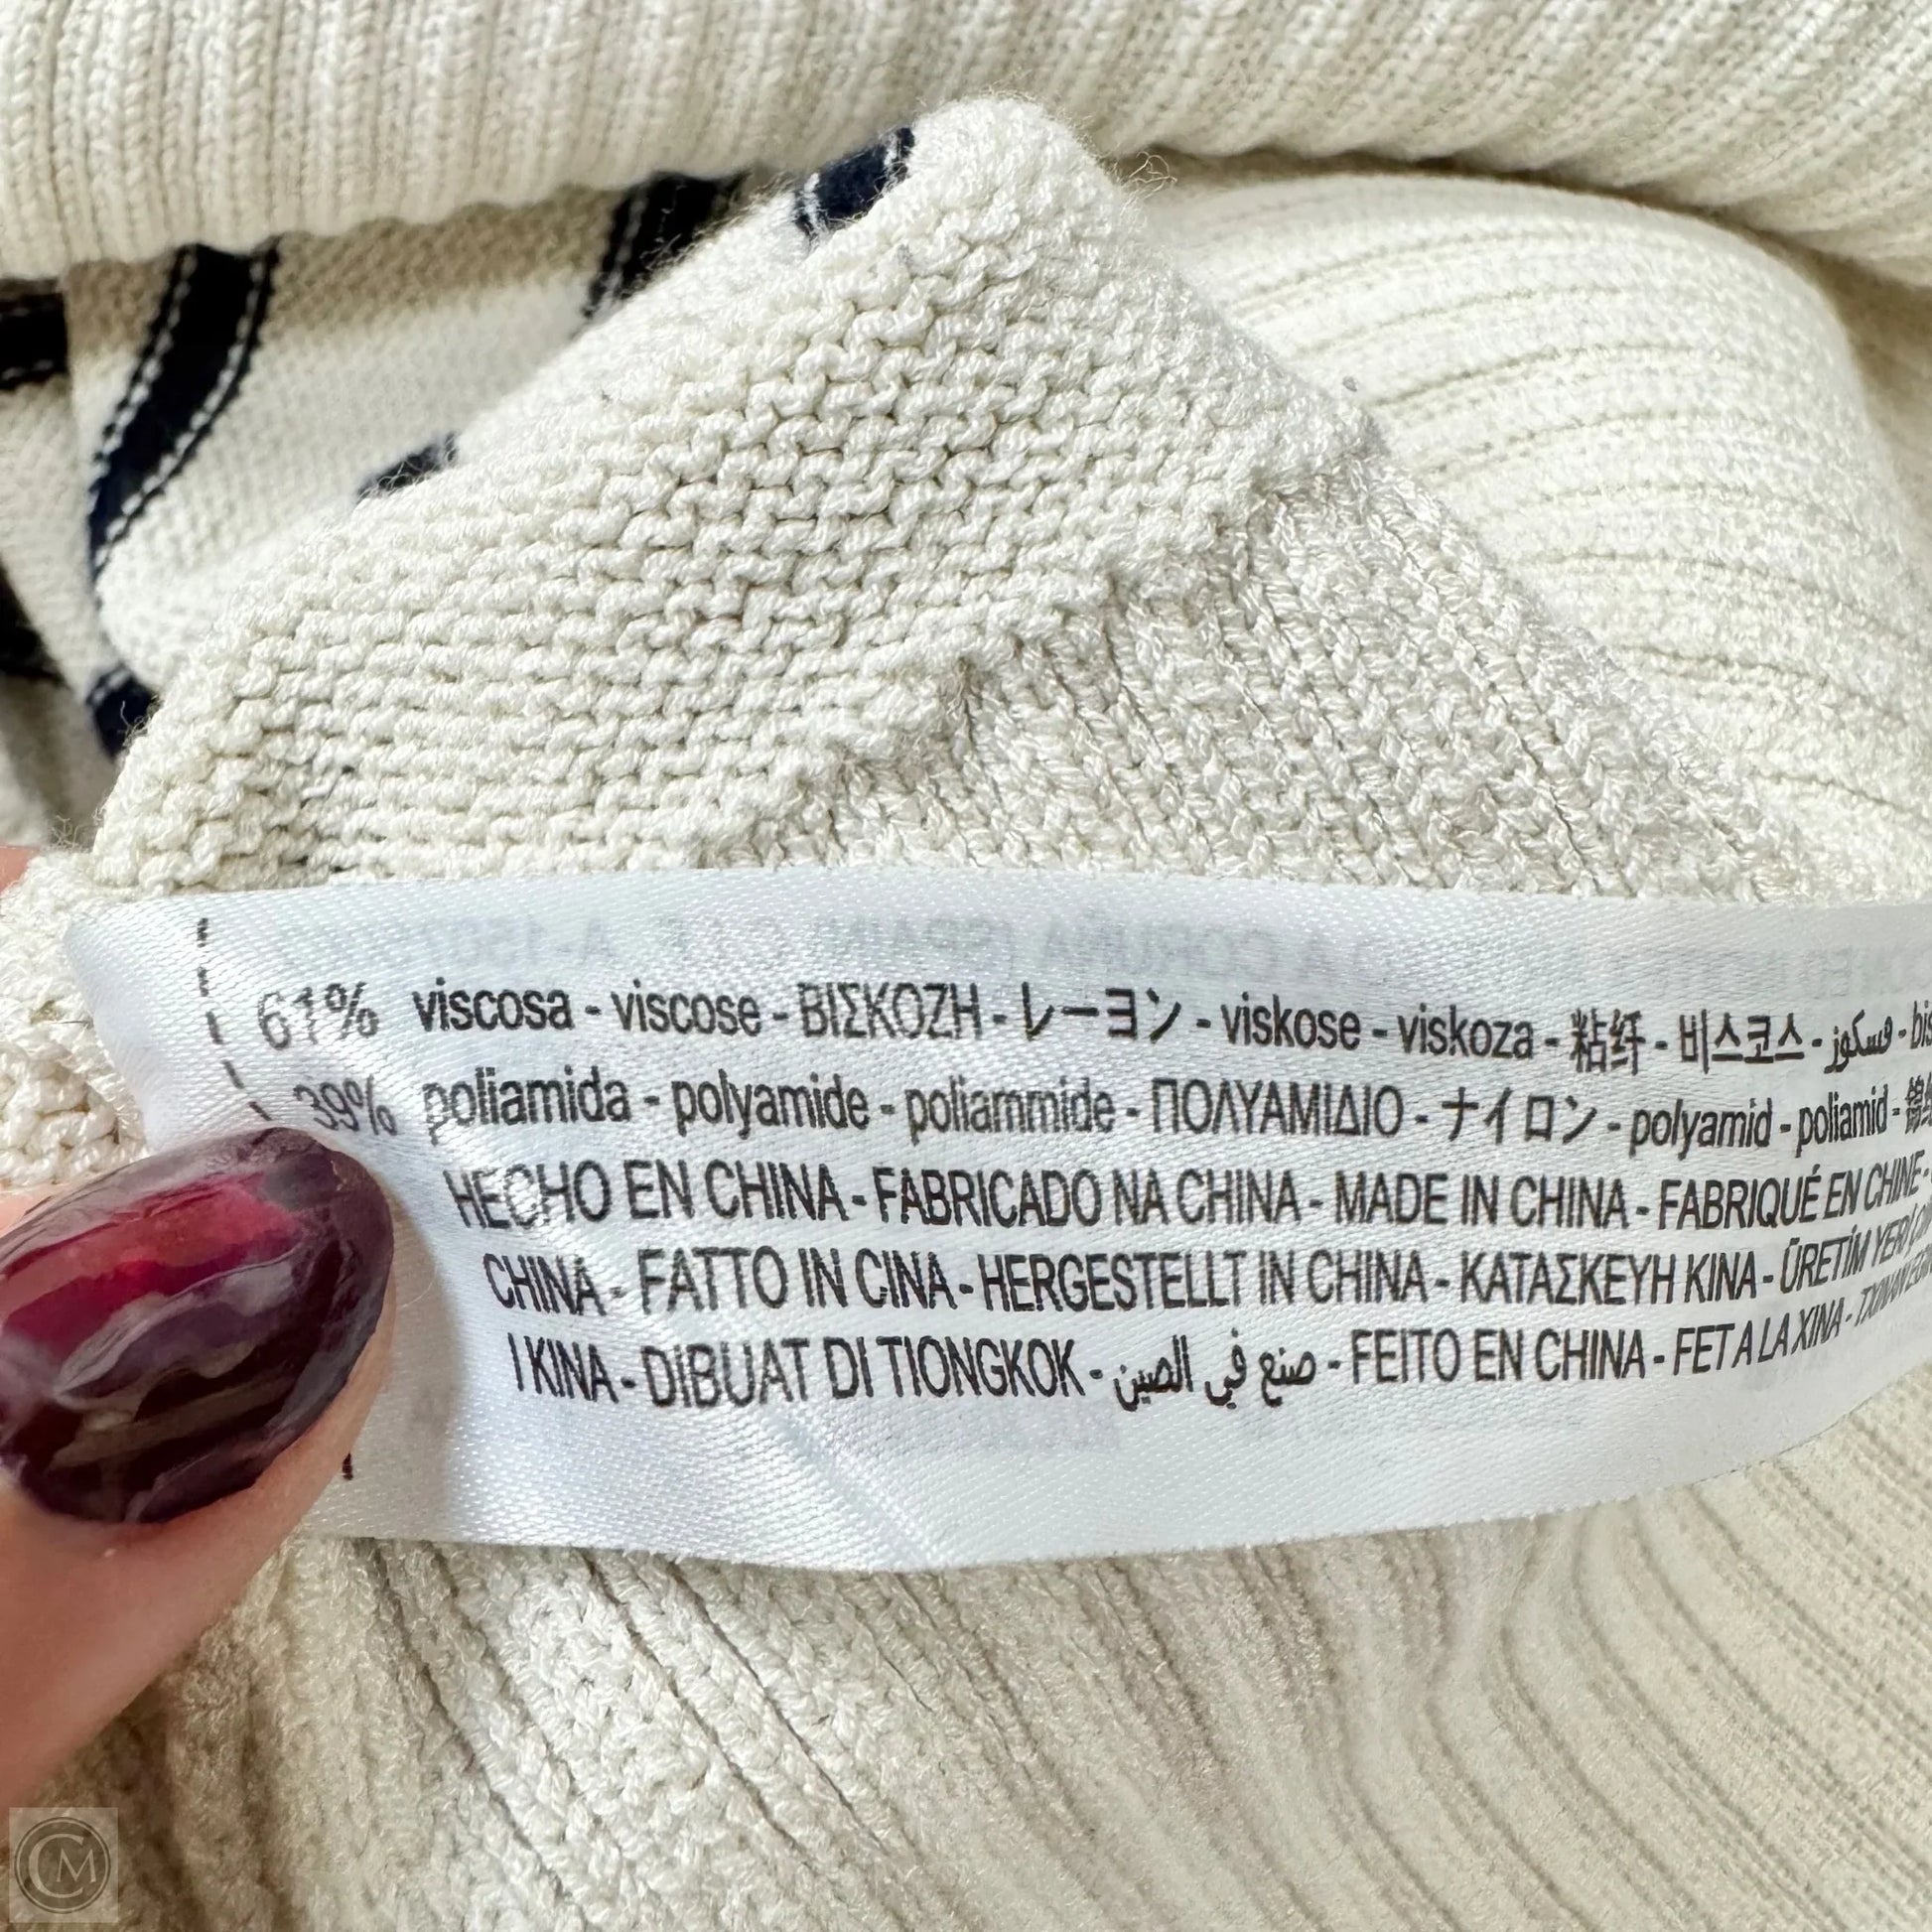 61% viscosa - viscose - ΒΙΣΚΟΖΗ - レーヨン - viskose - viskoza - 粘纤 - 비스코스 - فسكوز -
39% poliamida - polyamide - poliammide - ΠΟΛΥΑΜΙΔΙΟ - ナイロン - polyamid - poliamid -
HECHO EN CHINA - FABRICADO NA CHINA - MADE IN CHINA - FABRIQUÉ EN CHINE -
CHINA - FATTO IN CINA - HERGESTELLT IN CHINA - ΚΑΤΑΣΚΕΥΗ ΚΙΝΑ - ÜRETİM YERİ
I KINA - DIBUAT DI TIONGKOK - صنع في الصين - FEITO EN CHINA - FET A LA XINA -
CM